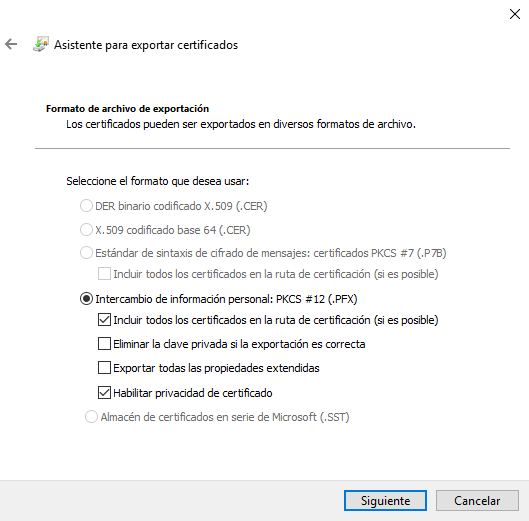 Asistente para exportar certificados
Formato de archivo de exportación
Los certificados pueden ser exportados en diversos formatos de archivo.
Seleccione el formato que desea usar:
DER binario codificado X.509 (.CER)
X.509 codificado base 64 (.CER)
Estándar de sintaxis de cifrado de mensajes: certificados PKCS #7 (.P7B)
Incluir todos los certificados en la ruta de certificación (si es posible)
Intercambio de información personal: PKCS #12 (.PFX)
Incluir todos los certificados en la ruta de certificación (si es posible)
Eliminar la clave privada si la exportación es correcta
Exportar todas las propiedades extendidas
Habilitar privacidad de certificado
Almacén de certificados en serie de Microsoft (.SST)
Siguiente
Cancelar